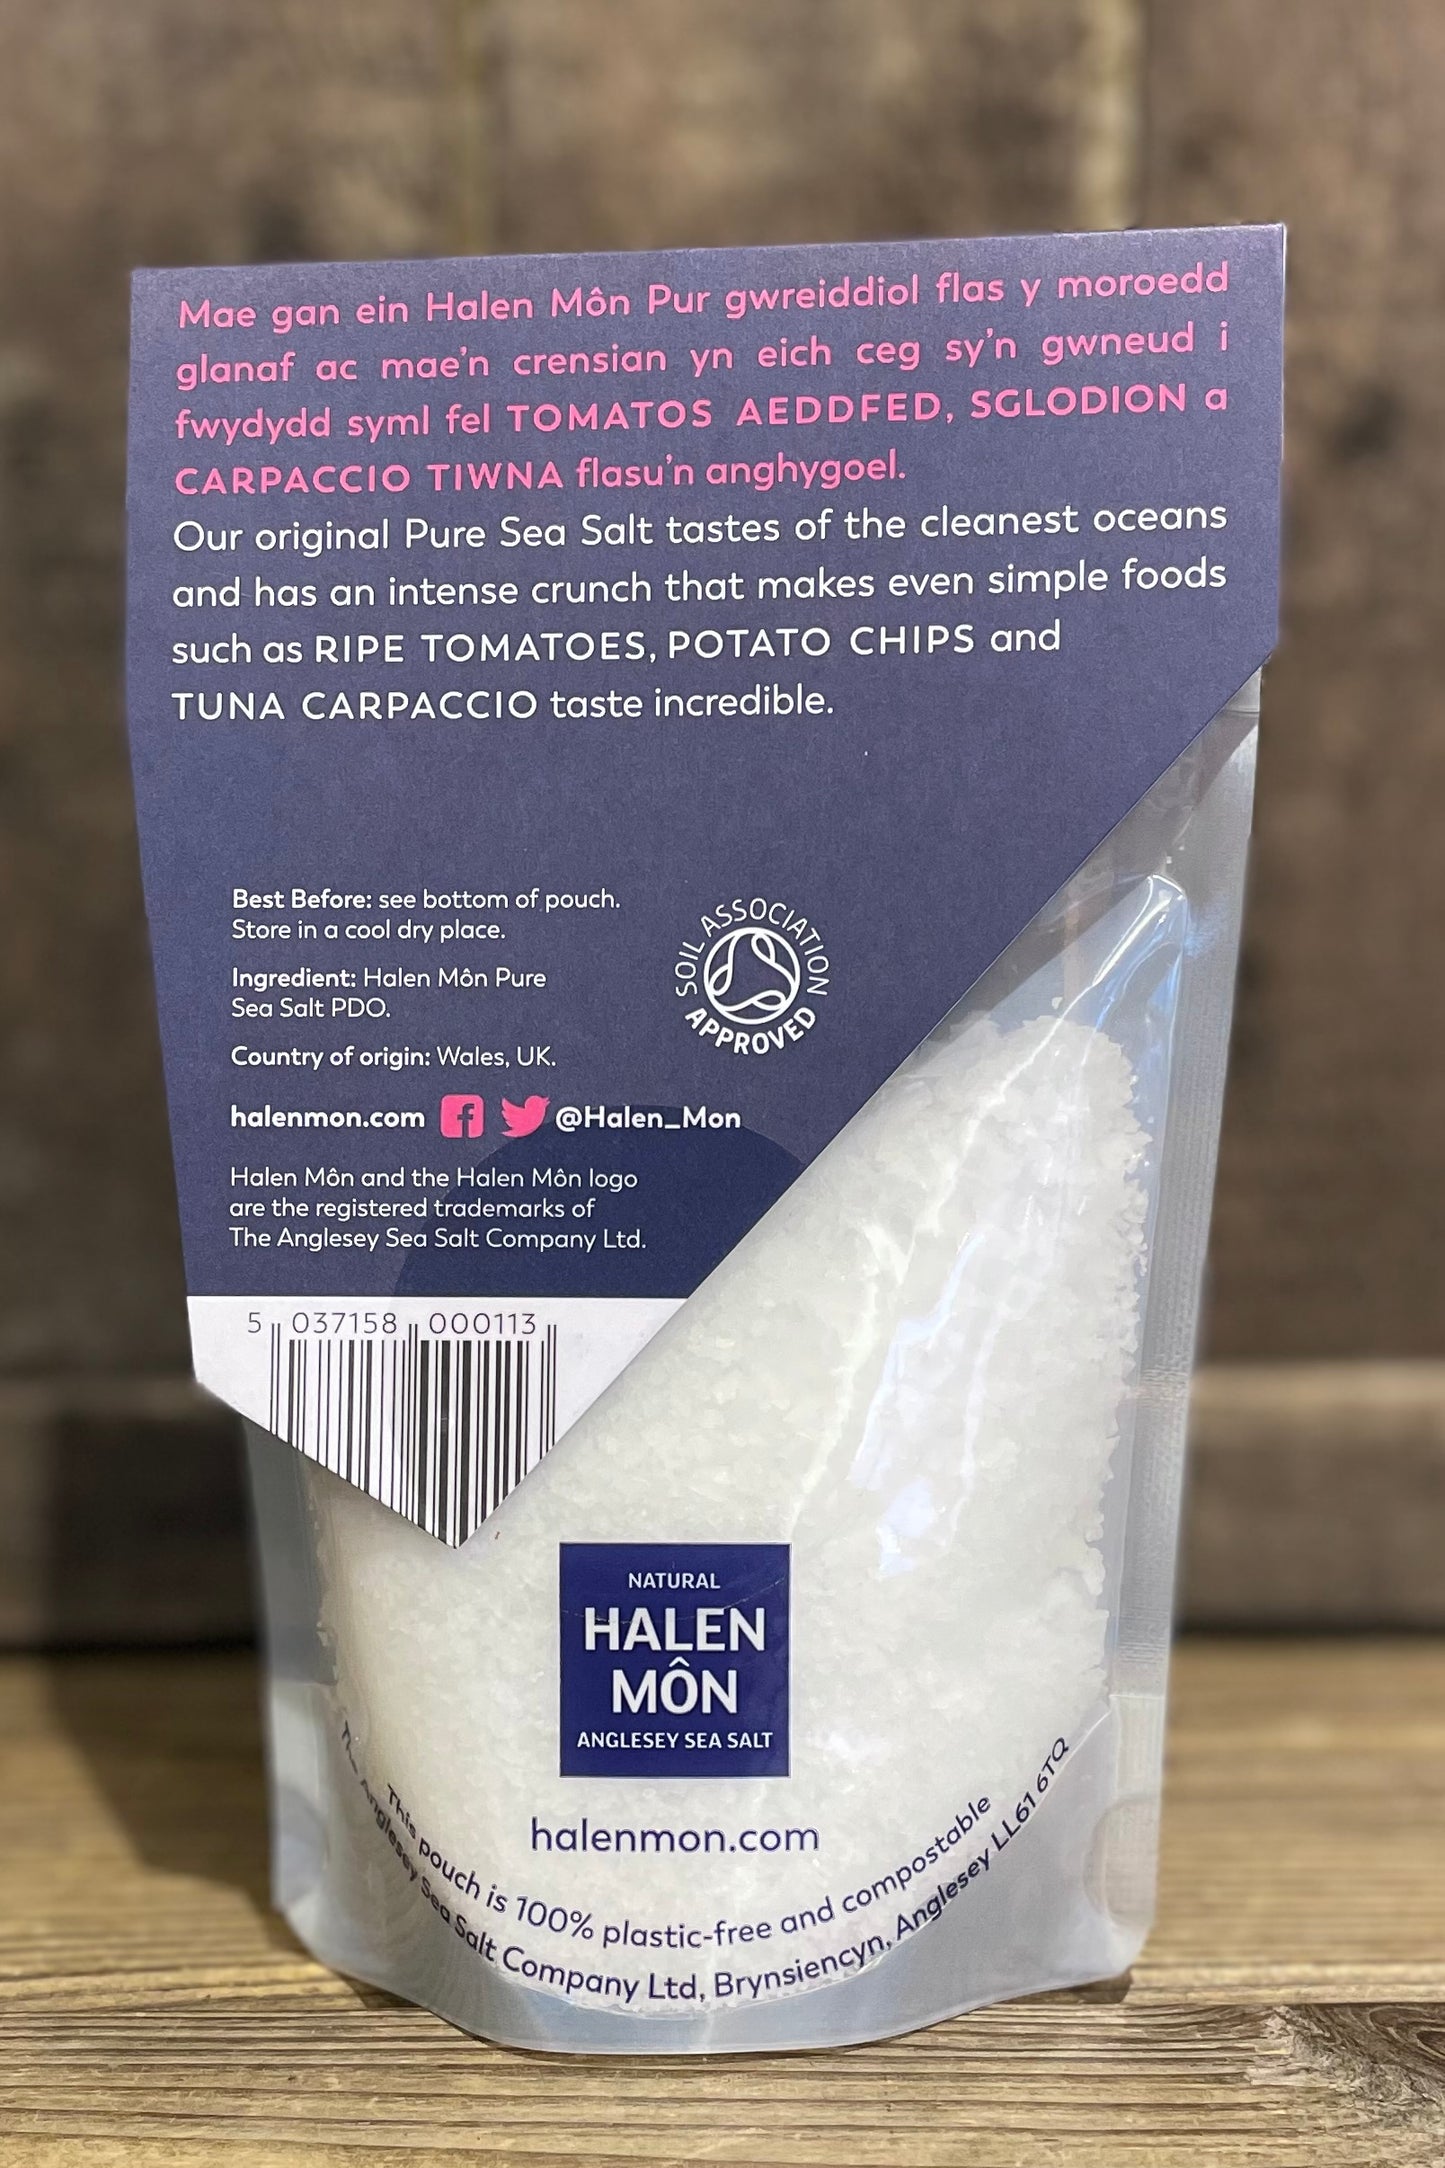 Mae gan ein Halen Môn Pur gwreiddiol flas y moroedd
glanaf ac mae'n crensian yn eich ceg sy'n gwneud i
fwydydd syml fel TOMATOS AEDDFED, SGLODION a
CARPACCIO TIWNA flasu'n anghygoel.
Our original Pure Sea Salt tastes of the cleanest oceans
and has an intense crunch that makes even simple foods
such as RIPE TOMATOES, POTATO CHIPS and
TUNA CARPACCIO taste incredible.
Best Before: see bottom of pouch.
Store in a cool dry place.
Ingredient: Halen Môn Pure
Sea Salt PDO.
Country of origin: Wales, UK.
SOIL ASSOCIATION
APPROVED
halenmon.com @Halen_Mon
Halen Môn and the Halen Môn logo
are the registered trademarks of
The Anglesey Sea Salt Company Ltd.
5 037158 000113
NATURAL
HALEN
MÔN
ANGLESEY SEA SALT
halenmon.com
This pouch is 100% plastic-free and compostable
The Anglesey Sea Salt Company Ltd, Brynsiencyn, Anglesey LL61 6TQ